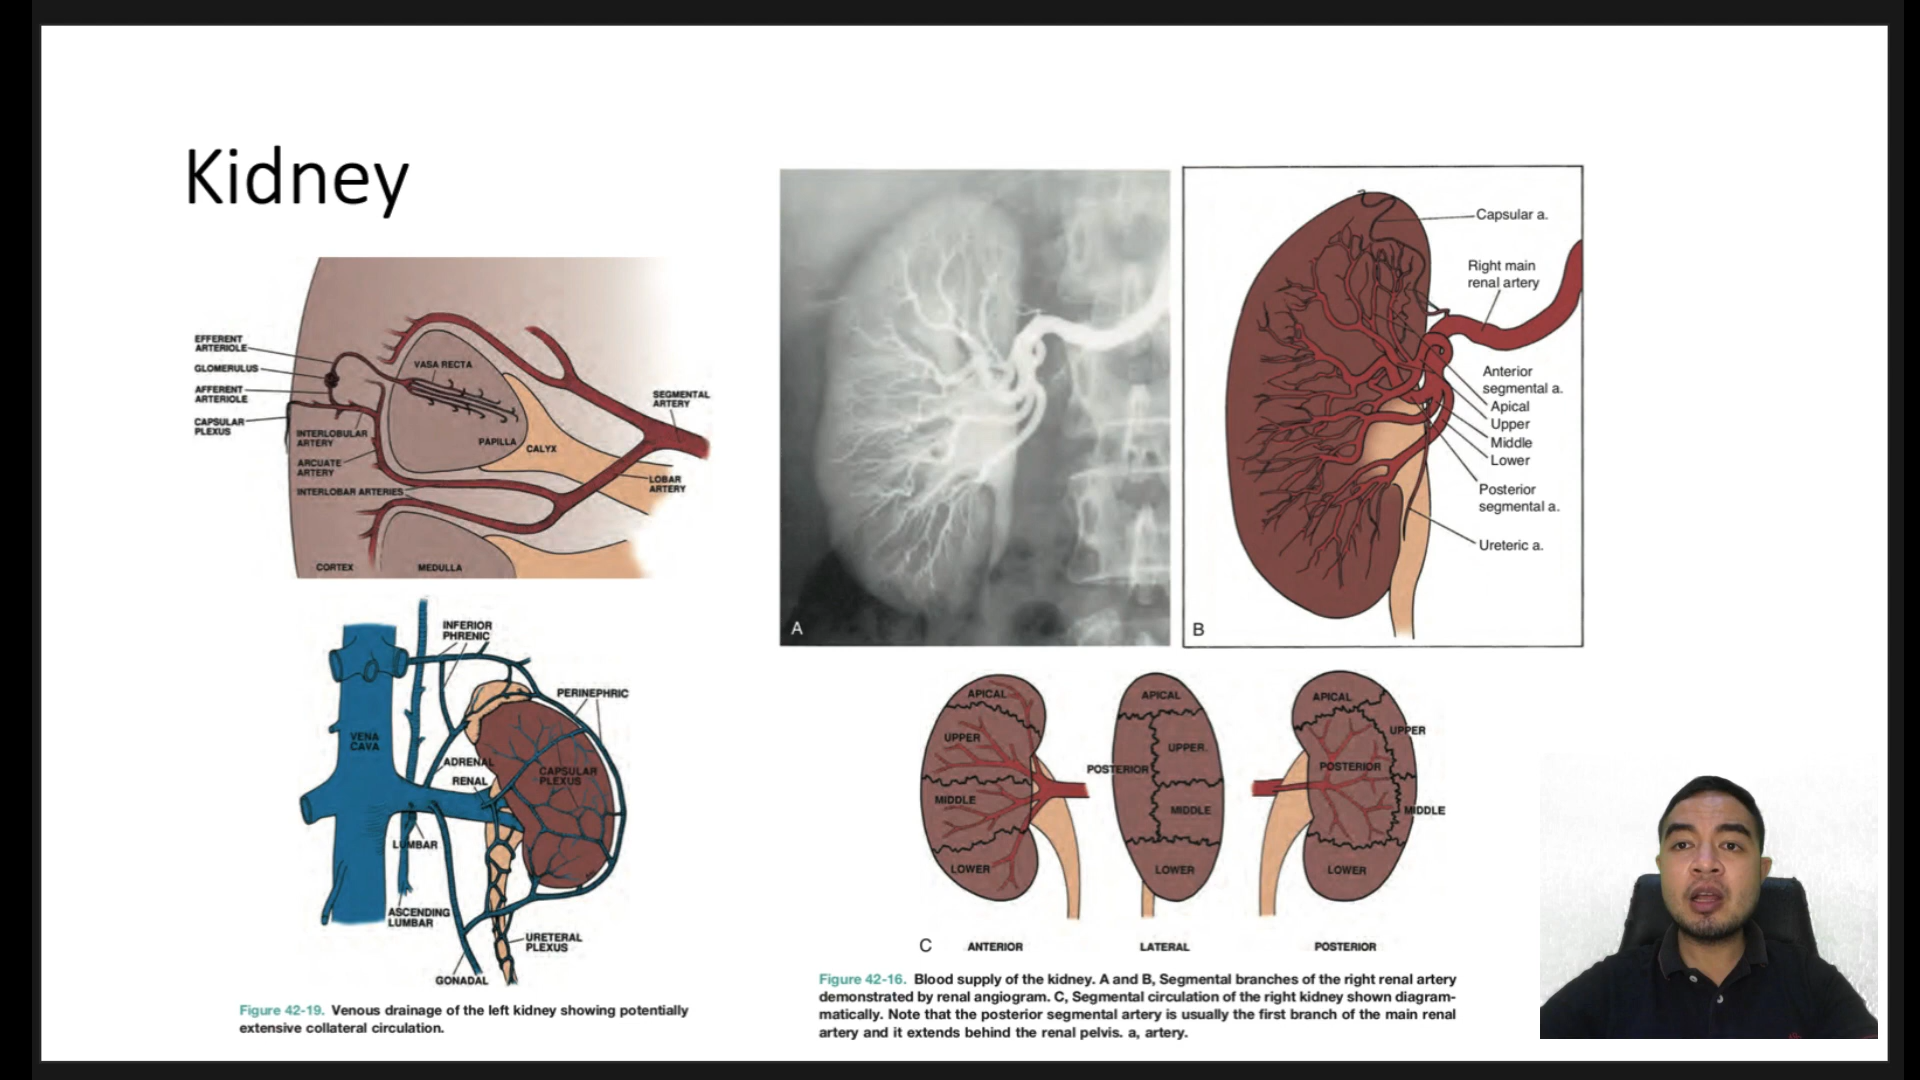 Kidney
EFFERENT
ARTERIOLE
GLOMERULUS
AFFERENT
ARTERIOLE
CAPSULAR
PLEXUS
VASA RECTA
INTERLOBULAR
ARTERY
ARCUATE
ARTERY
INTERLOBAR ARTERIES
PAPILLA
CALYX
SEGMENTAL
ARTERY
LOBAR
ARTERY
CORTEX
MEDULLA
INFERIOR
PHRENIC
PERINEPHRIC
VENA
CAVA
ADRENAL
RENAL
CAPSULAR
PLEXUS
LUMBAR
ASCENDING
LUMBAR
URETERAL
PLEXUS
GONADAL
Figure 42-19. Venous drainage of the left kidney showing potentially
extensive collateral circulation.
A
Capsular a.
Right main
renal artery
Anterior
segmental a.
Apical
Upper
Middle
Lower
Posterior
segmental a.
Ureteric a.
B
APICAL
UPPER
MIDDLE
LOWER
APICAL
UPPER.
POSTERIOR
MIDDLE
LOWER
APICAL
UPPER
POSTERIOR
MIDDLE
LOWER
C
ANTERIOR
LATERAL
POSTERIOR
Figure 42-16. Blood supply of the kidney. A and B, Segmental branches of the right renal artery
demonstrated by renal angiogram. C, Segmental circulation of the right kidney shown diagram-
matically. Note that the posterior segmental artery is usually the first branch of the main renal
artery and it extends behind the renal pelvis. a, artery.